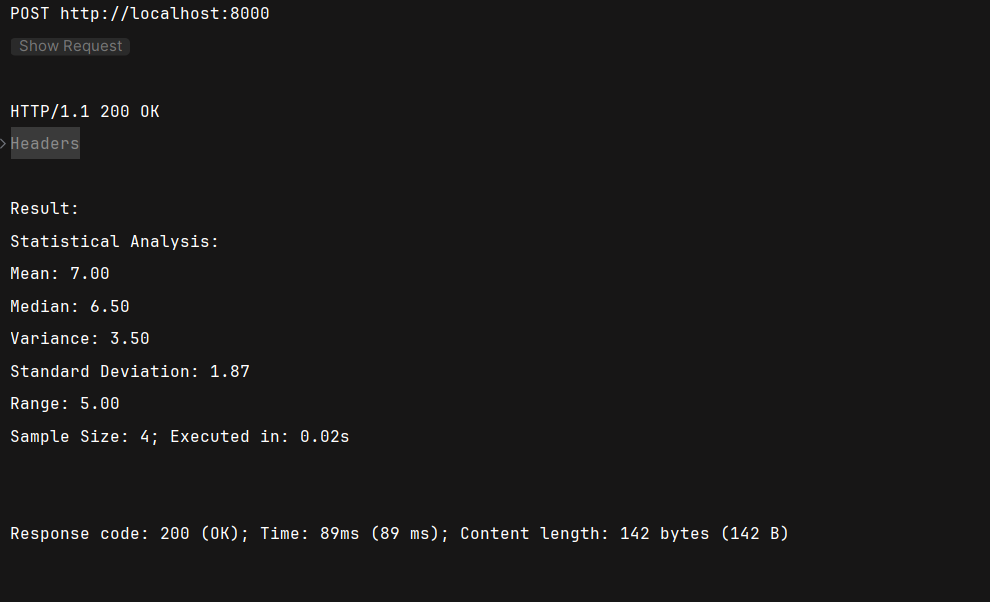 POST http://localhost:8000
Show Request
HTTP/1.1 200 OK
Headers
Result:
Statistical Analysis:
Mean: 7.00
Median: 6.50
Variance: 3.50
Standard Deviation: 1.87
Range: 5.00
Sample Size: 4; Executed in: 0.02s
Response code: 200 (OK); Time: 89ms (89 ms); Content length: 142 bytes (142 B)